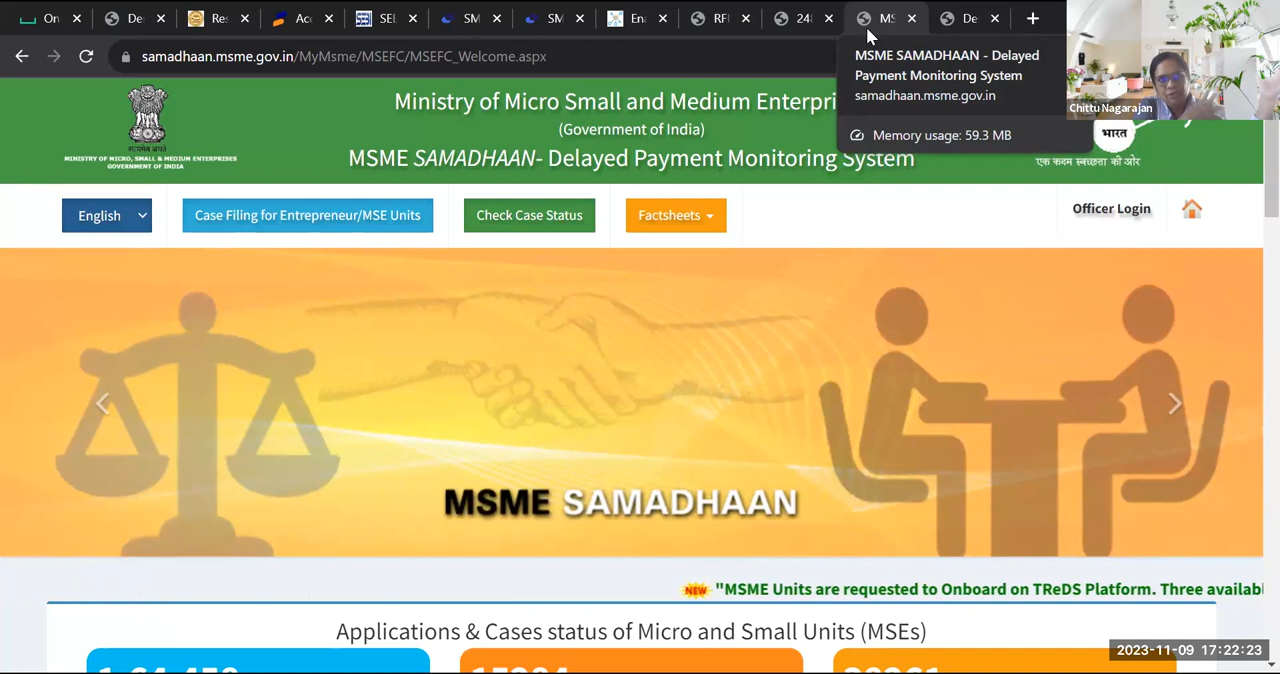 On
De
Re
Ac
SEL
SM
SM
En
RFI
24
MS
De
samadhaan.msme.gov.in/MyMsme/MSEFC/MSEFC_Welcome.aspx
MSME SAMADHAAN - Delayed
Payment Monitoring System
samadhaan.msme.gov.in
Memory usage: 59.3 MB
Chittu Nagarajan
MINISTRY OF MICRO, SMALL & MEDIUM ENTERPRISES
GOVERNMENT OF INDIA
Ministry of Micro Small and Medium Enterpri
(Government of India)
MSME SAMADHAAN- Delayed Payment Monitoring System
भारत
एक कदम स्वच्छता की ओर
English
Case Filing for Entrepreneur/MSE Units
Check Case Status
Factsheets
Officer Login
MSME SAMADHAAN
NEW "MSME Units are requested to Onboard on TReDS Platform. Three availabl
Applications & Cases status of Micro and Small Units (MSEs)
2023-11-09 17:22:23